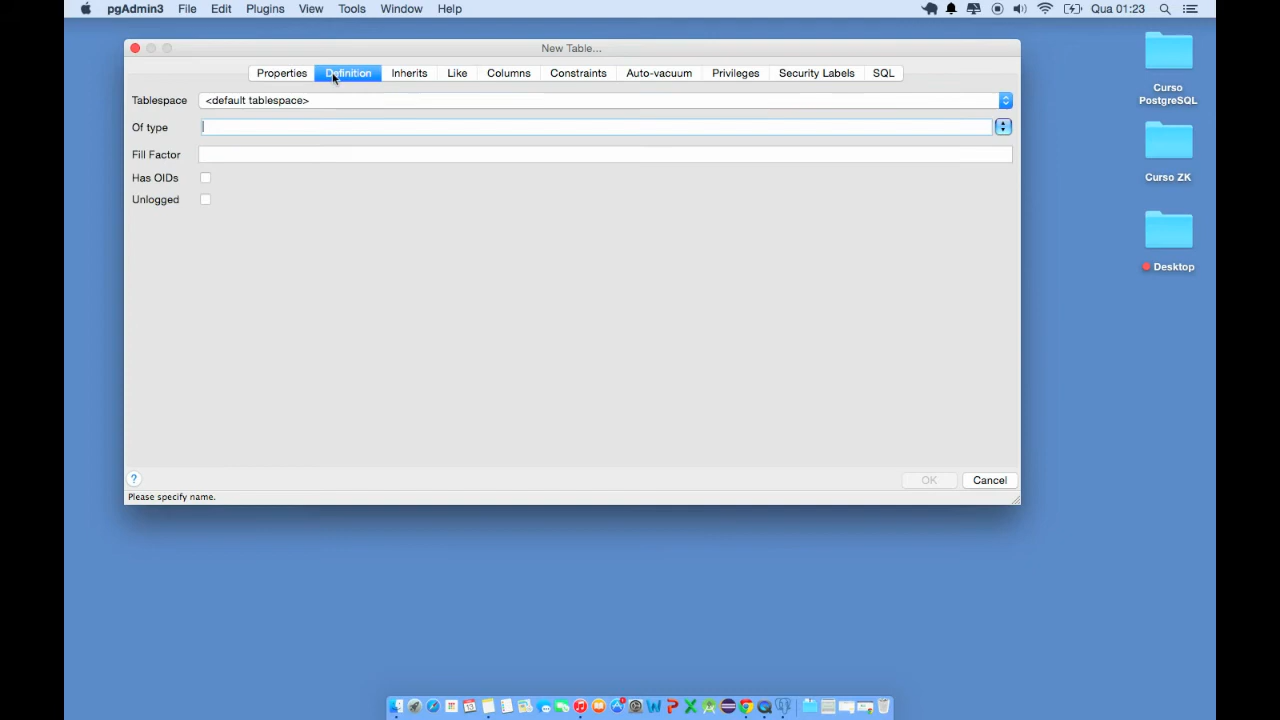 pgAdmin3 File Edit Plugins View Tools Window Help Qua 01:23
New Table...
Properties Definition Inherits Like Columns Constraints Auto-vacuum Privileges Security Labels SQL
Tablespace <default tablespace>
Of type
Fill Factor
Has OIDs
Unlogged
? OK Cancel
Please specify name.
Curso
PostgreSQL
Curso ZK
Desktop